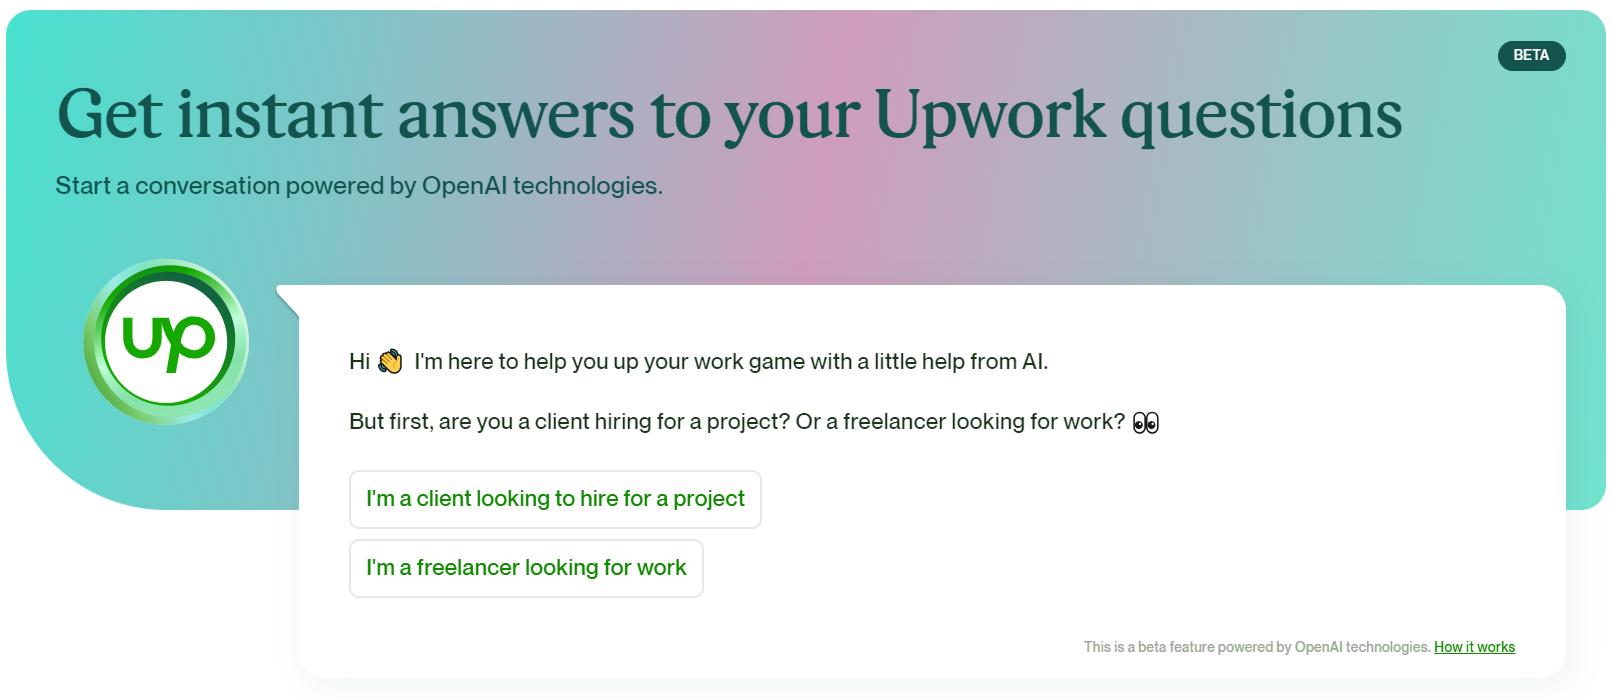 BETA
Get instant answers to your Upwork questions
Start a conversation powered by OpenAI technologies.
up
Hi 👋 I'm here to help you up your work game with a little help from AI.
But first, are you a client hiring for a project? Or a freelancer looking for work? 👀
I'm a client looking to hire for a project
I'm a freelancer looking for work
This is a beta feature powered by OpenAI technologies. How it works